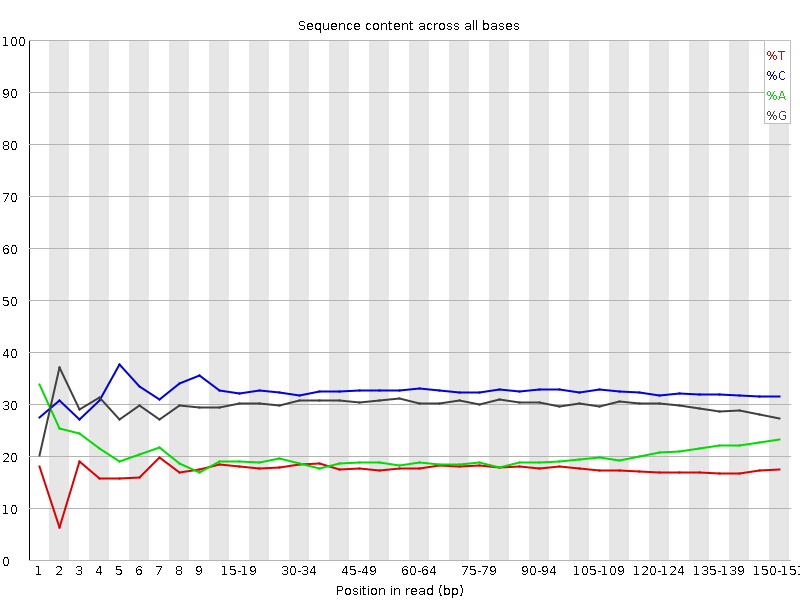 Sequence content across all bases
100
90
80
70
60
50
40
30
20
10
0
%T
%C
%A
%G
1 2 3 4 5 6 7 8 9 15-19 30-34 45-49 60-64 75-79 90-94 105-109 120-124 135-139 150-151
Position in read (bp)